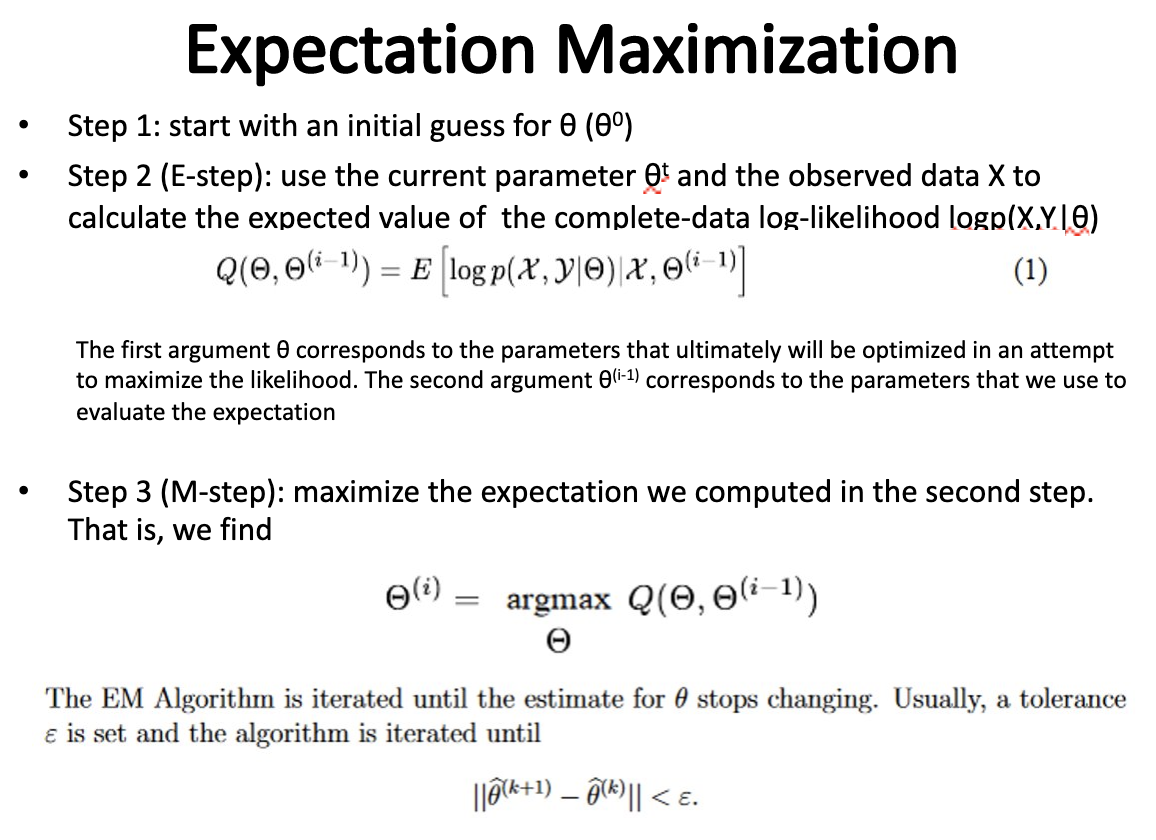 Expectation Maximization
• Step 1: start with an initial guess for θ (θ⁰)
• Step 2 (E-step): use the current parameter θᵗ and the observed data X to
calculate the expected value of the complete-data log-likelihood logp(X,Y|θ)
Q(Θ, Θ⁽ⁱ⁻¹⁾) = E [log p(𝒳, 𝒴|Θ)|𝒳, Θ⁽ⁱ⁻¹⁾] (1)
The first argument θ corresponds to the parameters that ultimately will be optimized in an attempt
to maximize the likelihood. The second argument θ⁽ⁱ⁻¹⁾ corresponds to the parameters that we use to
evaluate the expectation
• Step 3 (M-step): maximize the expectation we computed in the second step.
That is, we find
Θ⁽ⁱ⁾ = argmax Q(Θ, Θ⁽ⁱ⁻¹⁾)
Θ
The EM Algorithm is iterated until the estimate for θ stops changing. Usually, a tolerance
ε is set and the algorithm is iterated until
||θ̂⁽ᵏ⁺¹⁾ − θ̂⁽ᵏ⁾|| < ε.